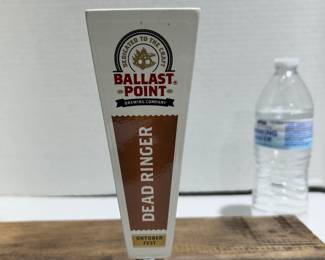 DEDICATED TO THE CRAFT
BALLAST
POINT
BREWING COMPANY
DEAD RINGER
OKTOBER
FEST